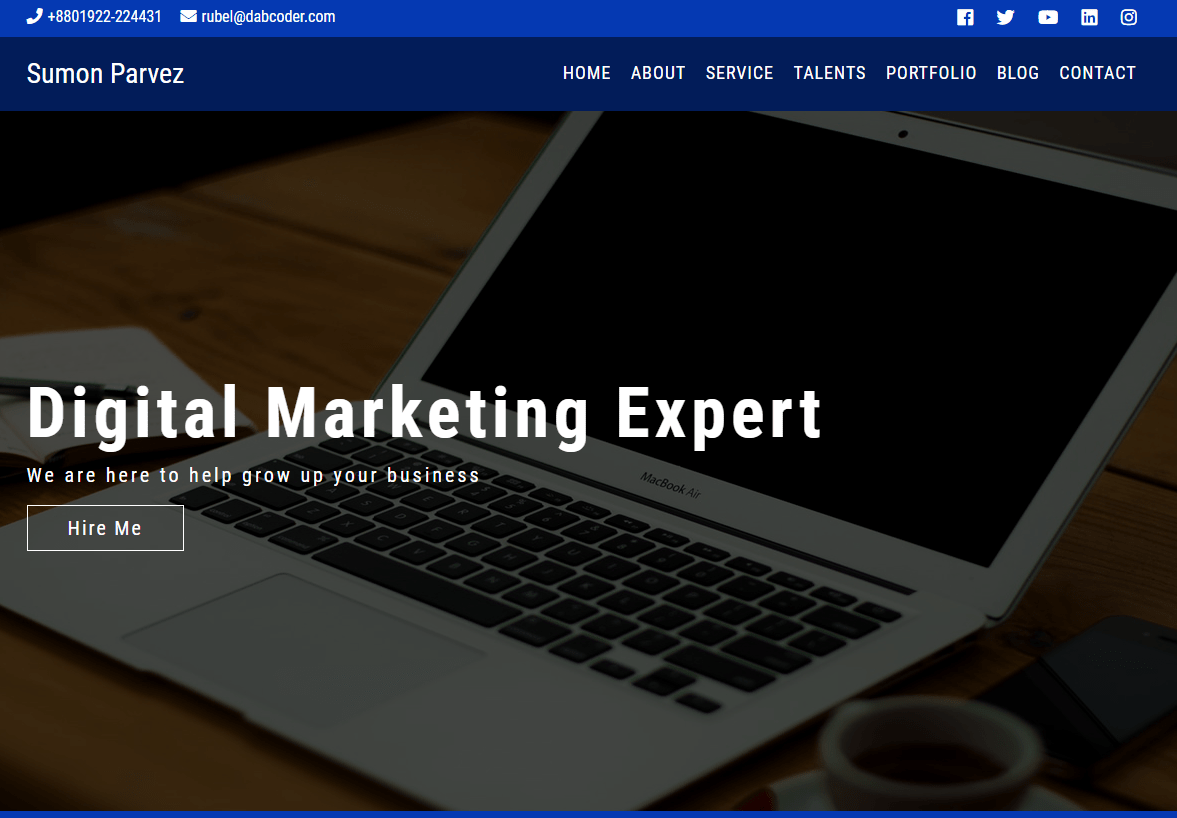 +8801922-224431 rubel@dabcoder.com
Sumon Parvez HOME ABOUT SERVICE TALENTS PORTFOLIO BLOG CONTACT
Digital Marketing Expert
We are here to help grow up your business
Hire Me
MacBook Air